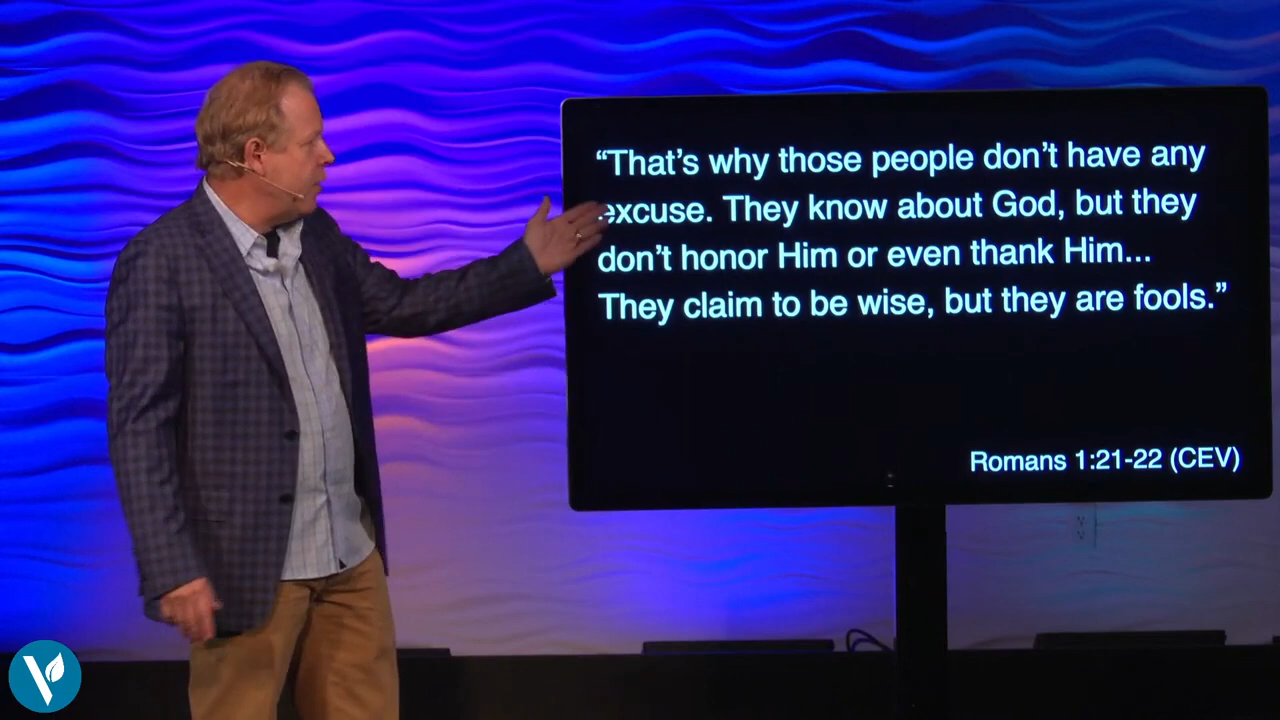 “That’s why those people don’t have any
excuse. They know about God, but they
don’t honor Him or even thank Him...
They claim to be wise, but they are fools.”
Romans 1:21-22 (CEV)